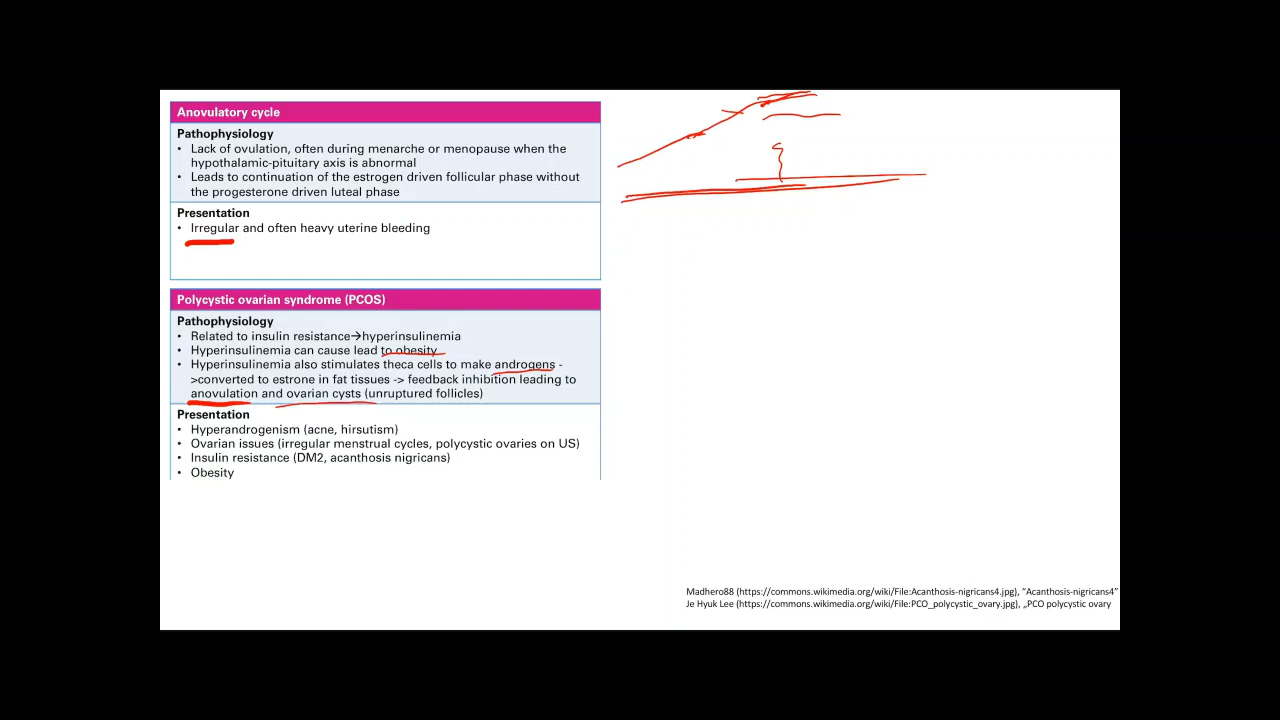 Anovulatory cycle
Pathophysiology
• Lack of ovulation, often during menarche or menopause when the
hypothalamic-pituitary axis is abnormal
• Leads to continuation of the estrogen driven follicular phase without
the progesterone driven luteal phase
Presentation
• Irregular and often heavy uterine bleeding
Polycystic ovarian syndrome (PCOS)
Pathophysiology
• Related to insulin resistance→hyperinsulinemia
• Hyperinsulinemia can cause lead to obesity
• Hyperinsulinemia also stimulates theca cells to make androgens -
>converted to estrone in fat tissues -> feedback inhibition leading to
anovulation and ovarian cysts (unruptured follicles)
Presentation
• Hyperandrogenism (acne, hirsutism)
• Ovarian issues (irregular menstrual cycles, polycystic ovaries on US)
• Insulin resistance (DM2, acanthosis nigricans)
• Obesity
Madhero88 (https://commons.wikimedia.org/wiki/File:Acanthosis-nigricans4.jpg), “Acanthosis-nigricans4”
Je Hyuk Lee (https://commons.wikimedia.org/wiki/File:PCO_polycystic_ovary.jpg), „PCO polycystic ovary